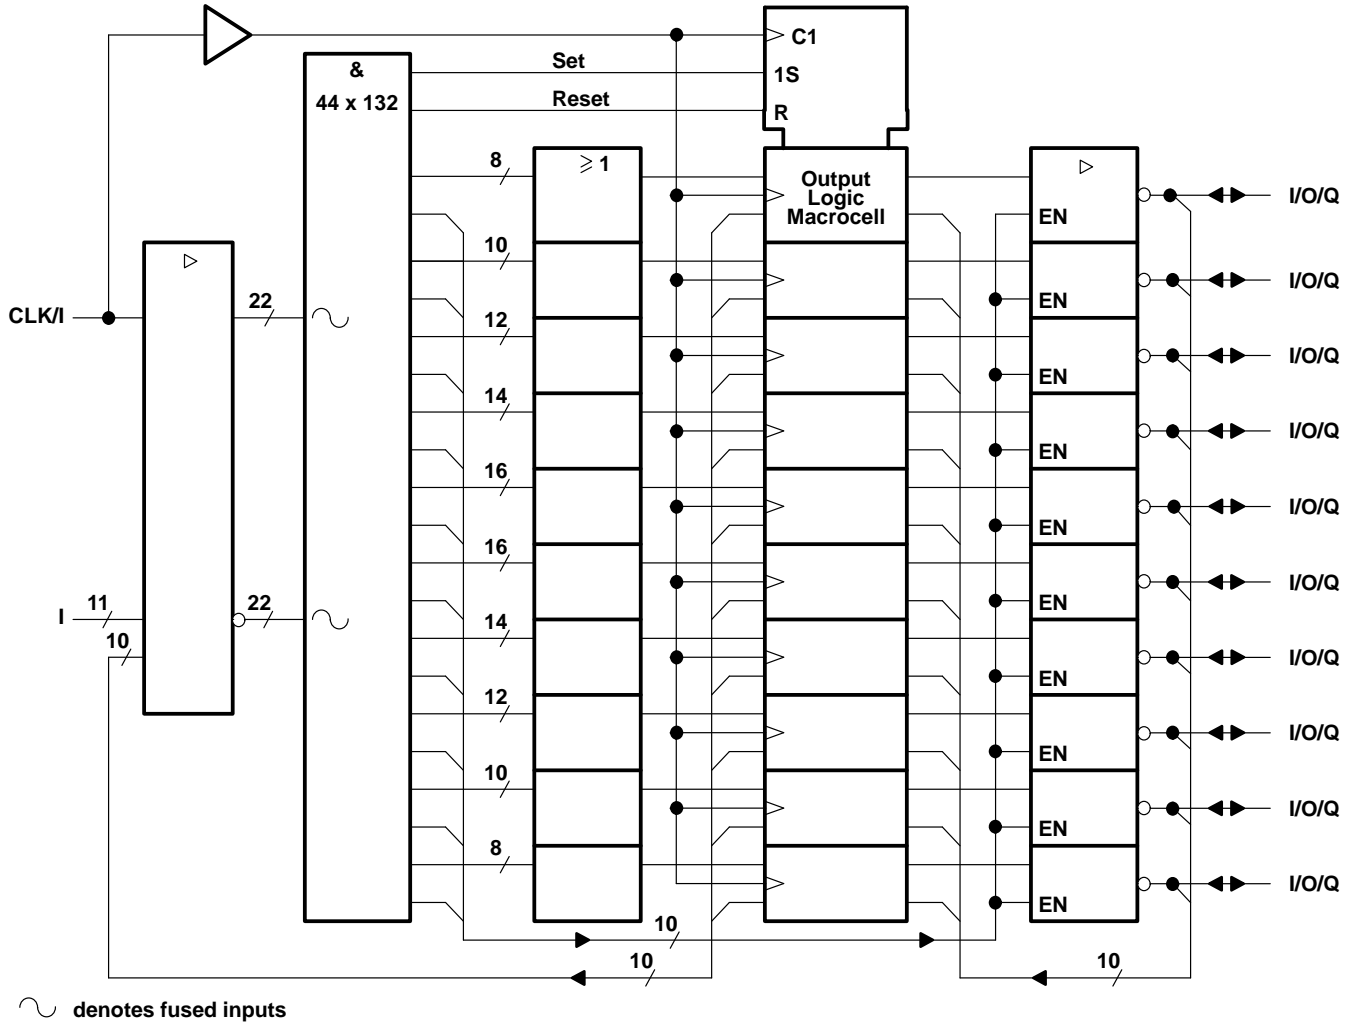 C1
&
Set
1S
44 x 132
Reset
R
8
≥ 1
Output
Logic
Macrocell
I/O/Q
EN
10
I/O/Q
EN
CLK/I
22
12
I/O/Q
EN
14
I/O/Q
EN
16
I/O/Q
EN
16
I/O/Q
EN
I
11
22
10
14
I/O/Q
EN
12
I/O/Q
EN
10
I/O/Q
EN
8
I/O/Q
EN
10
10
10
denotes fused inputs